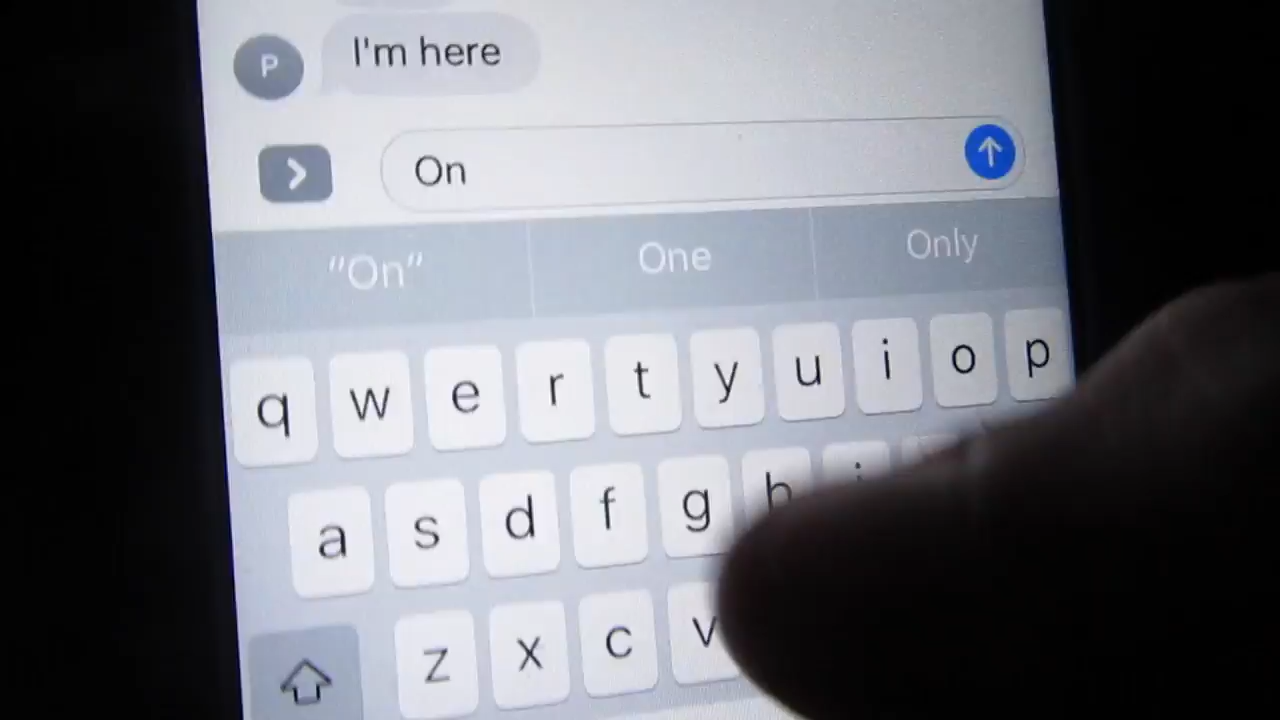 P
I'm here
On
"On" One Only
q w e r t y u i o p
a s d f g h j
z x c v